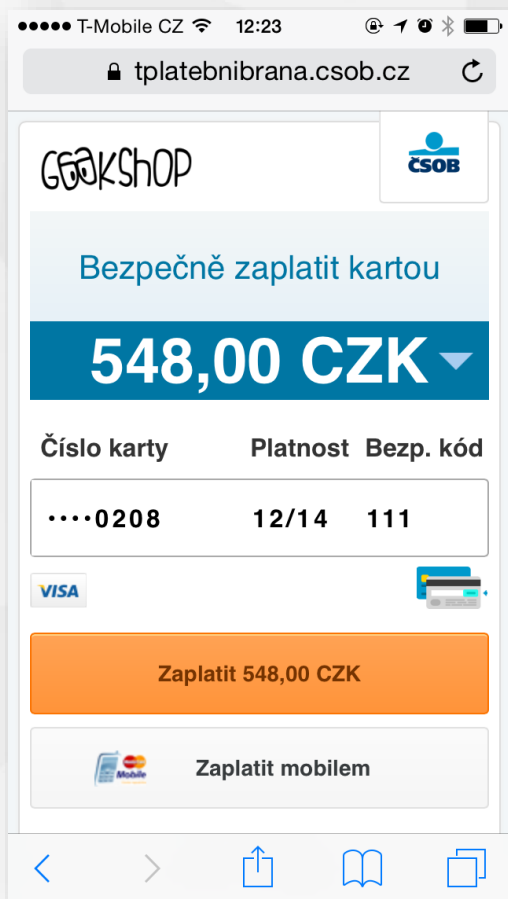 T-Mobile CZ 12:23
tplatebnibrana.csob.cz
GEEKSHOP
ČSOB
Bezpečně zaplatit kartou
548,00 CZK
Číslo karty Platnost Bezp. kód
····0208 12/14 111
VISA
Zaplatit 548,00 CZK
MasterCard Mobile Zaplatit mobilem